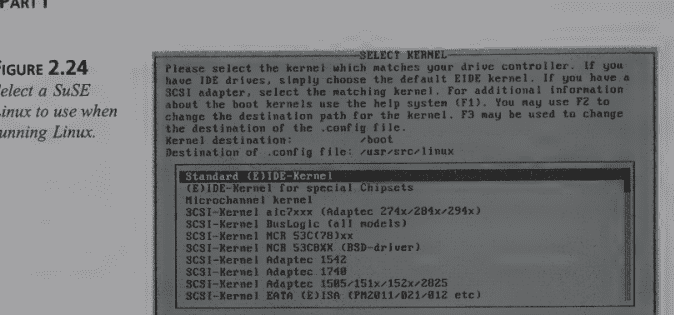 PART I
FIGURE 2.24
Select a SuSE
Linux to use when
running Linux.
SELECT KERNEL
Please select the kernel which matches your drive controller. If you
have IDE drives, simply choose the default EIDE kernel. If you have a
SCSI adapter, select the matching kernel. For additional information
about the boot kernels use the help system (F1). You may use F2 to
change the destination path for the kernel. F3 may be used to change
the destination of the .config file.
Kernel destination: /boot
Destination of .config file: /usr/src/linux
Standard (E)IDE-Kernel
(E)IDE-Kernel for special Chipsets
Microchannel kernel
SCSI-Kernel aic7xxx (Adaptec 274x/284x/294x)
SCSI-Kernel BusLogic (all models)
SCSI-Kernel NCR 53C(78)xx
SCSI-Kernel NCR 53C8XX (BSD-driver)
SCSI-Kernel Adaptec 1542
SCSI-Kernel Adaptec 1740
SCSI-Kernel Adaptec 1505/151x/152x/2825
SCSI-Kernel EATA (E)ISA (PM2011/021/012 etc)